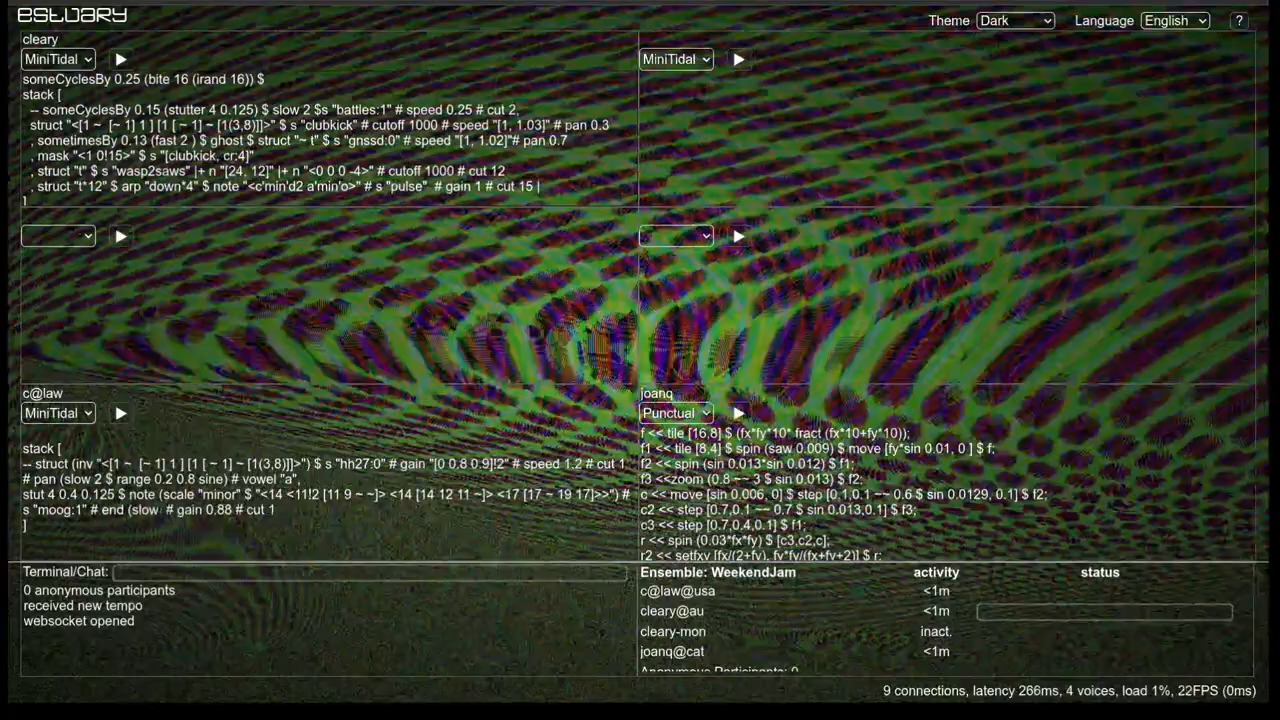 estuary
Theme Dark Language English ?
cleary
MiniTidal
someCyclesBy 0.25 (bite 16 (irand 16)) $
stack [
-- someCyclesBy 0.15 (stutter 4 0.125) $ slow 2 $s "battles:1" # speed 0.25 # cut 2,
struct "<[1 ~ [~ 1] 1 ] [1 [ ~ 1] ~ [1(3,8)]]>" $ s "clubkick" # cutoff 1000 # speed "[1, 1.03]" # pan 0.3
, sometimesBy 0.13 (fast 2 ) $ ghost $ struct "~ t" $ s "gnssd:0" # speed "[1, 1.02]"# pan 0.7
, mask "<1 0!15>" $ s "[clubkick, cr:4]"
, struct "t" $ s "wasp2saws" |+ n "[24, 12]" |+ n "<0 0 0 -4>" # cutoff 1000 # cut 12
, struct "t*12" $ arp "down*4" $ note "<c'min'd2 a'min'o>" # s "pulse" # gain 1 # cut 15 |
]
MiniTidal
c@law
MiniTidal
stack [
-- struct (inv "<[1 ~ [~ 1] 1 ] [1 [ ~ 1] ~ [1(3,8)]]>") $ s "hh27:0" # gain "[0 0.8 0.9]!2" # speed 1.2 # cut 1
# pan (slow 2 $ range 0.2 0.8 sine) # vowel "a",
stut 4 0.4 0.125 $ note (scale "minor" $ "<14 <11!2 [11 9 ~ ~]> <14 [14 12 11 ~]> <17 [17 ~ 19 17]>>") #
s "moog:1" # end (slow # gain 0.88 # cut 1
]
joanq
Punctual
f << tile [16,8] $ (fx*fy*10* fract (fx*10+fy*10));
f1 << tile [8,4] $ spin (saw 0.009) $ move [fy*sin 0.01, 0 ] $ f;
f2 << spin (sin 0.013*sin 0.012) $ f1;
f3 <<zoom (0.8 ~~ 3 $ sin 0.013) $ f2;
c << move [sin 0.006, 0] $ step [0,1,0.1 ~~ 0.6 $ sin 0.0129, 0.1] $ f2;
c2 << step [0.7,0.1 ~~ 0.7 $ sin 0.013,0.1] $ f3;
c3 << step [0.7,0.4,0.1] $ f1;
r << spin (0.03*fx*fy) $ [c3,c2,c];
r2 << setfxy [fx/(2+fy), fy*fy/(fx+fy+2)] $ r;
Terminal/Chat:
0 anonymous participants
received new tempo
websocket opened
Ensemble: WeekendJam activity status
c@law@usa <1m
cleary@au <1m
cleary-mon inact.
joanq@cat <1m
Anonymous Participants: 0
9 connections, latency 266ms, 4 voices, load 1%, 22FPS (0ms)